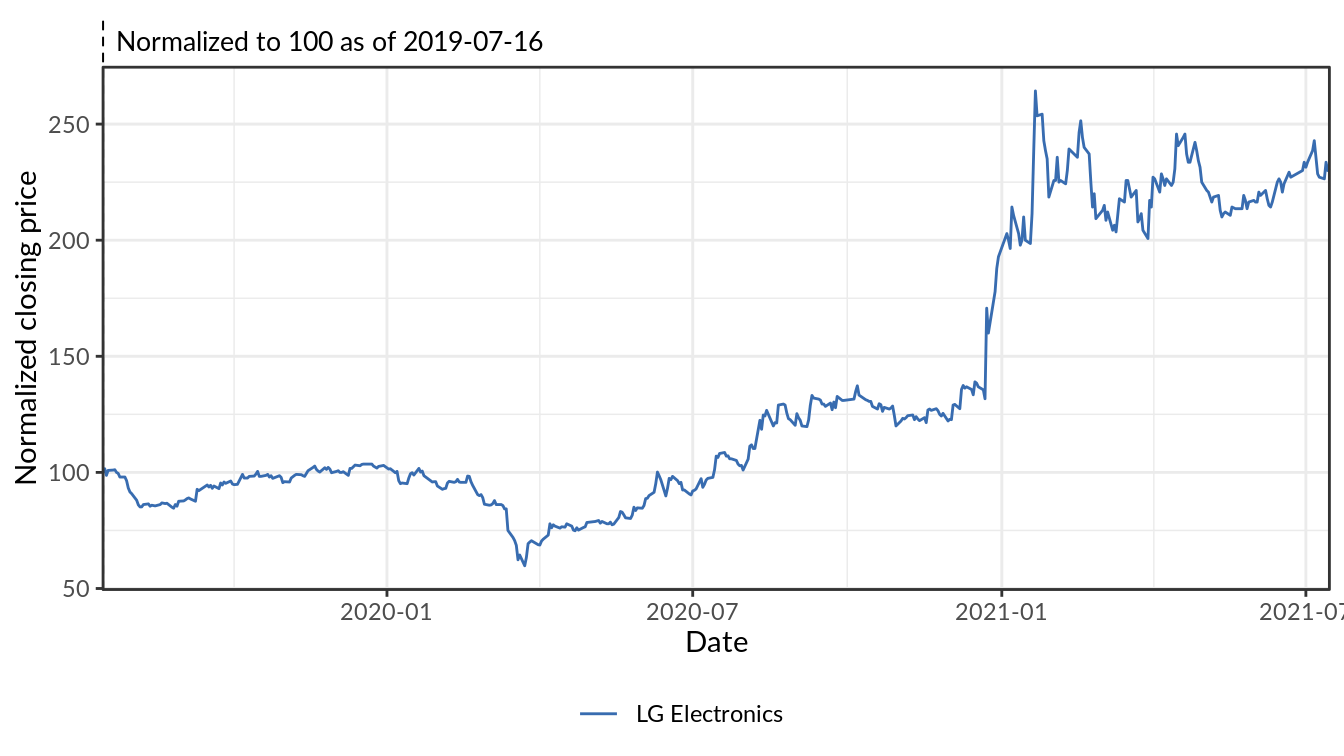 Normalized to 100 as of 2019-07-16
Normalized closing price
250
200
150
100
50
2020-01
2020-07
2021-01
2021-07
Date
LG Electronics